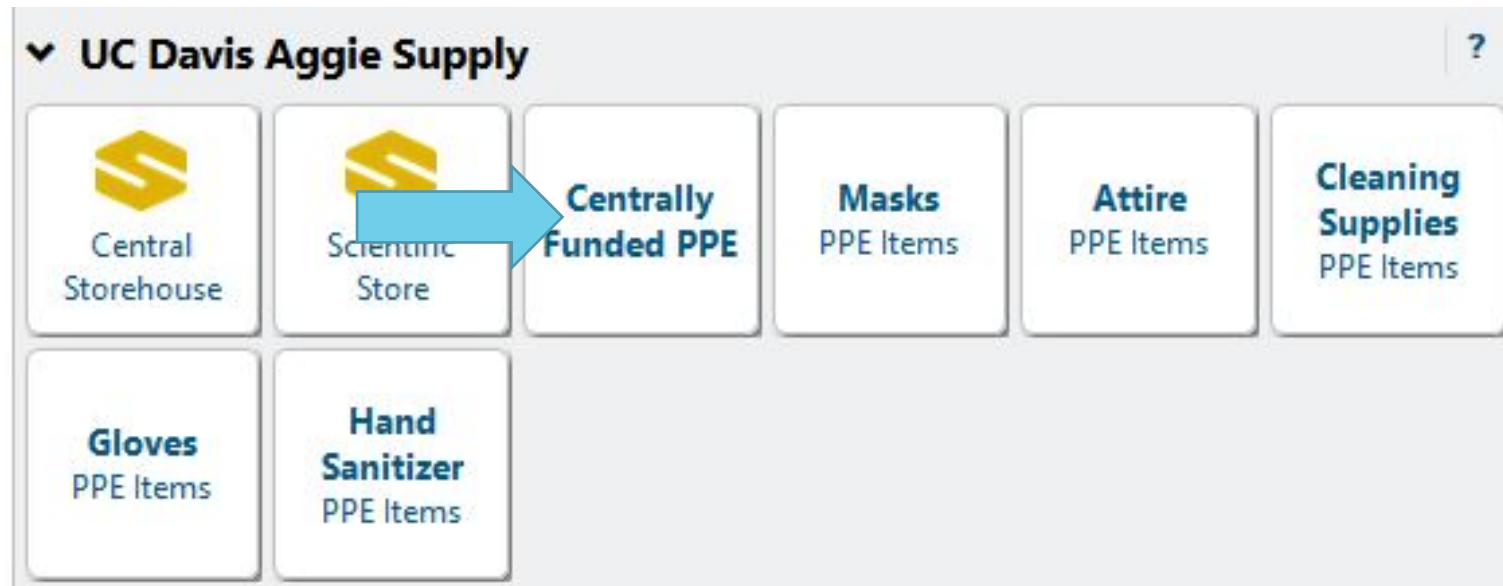 UC Davis Aggie Supply
?
Central
Storehouse
Scientific
Store
Centrally
Funded PPE
Masks
PPE Items
Attire
PPE Items
Cleaning
Supplies
PPE Items
Gloves
PPE Items
Hand
Sanitizer
PPE Items